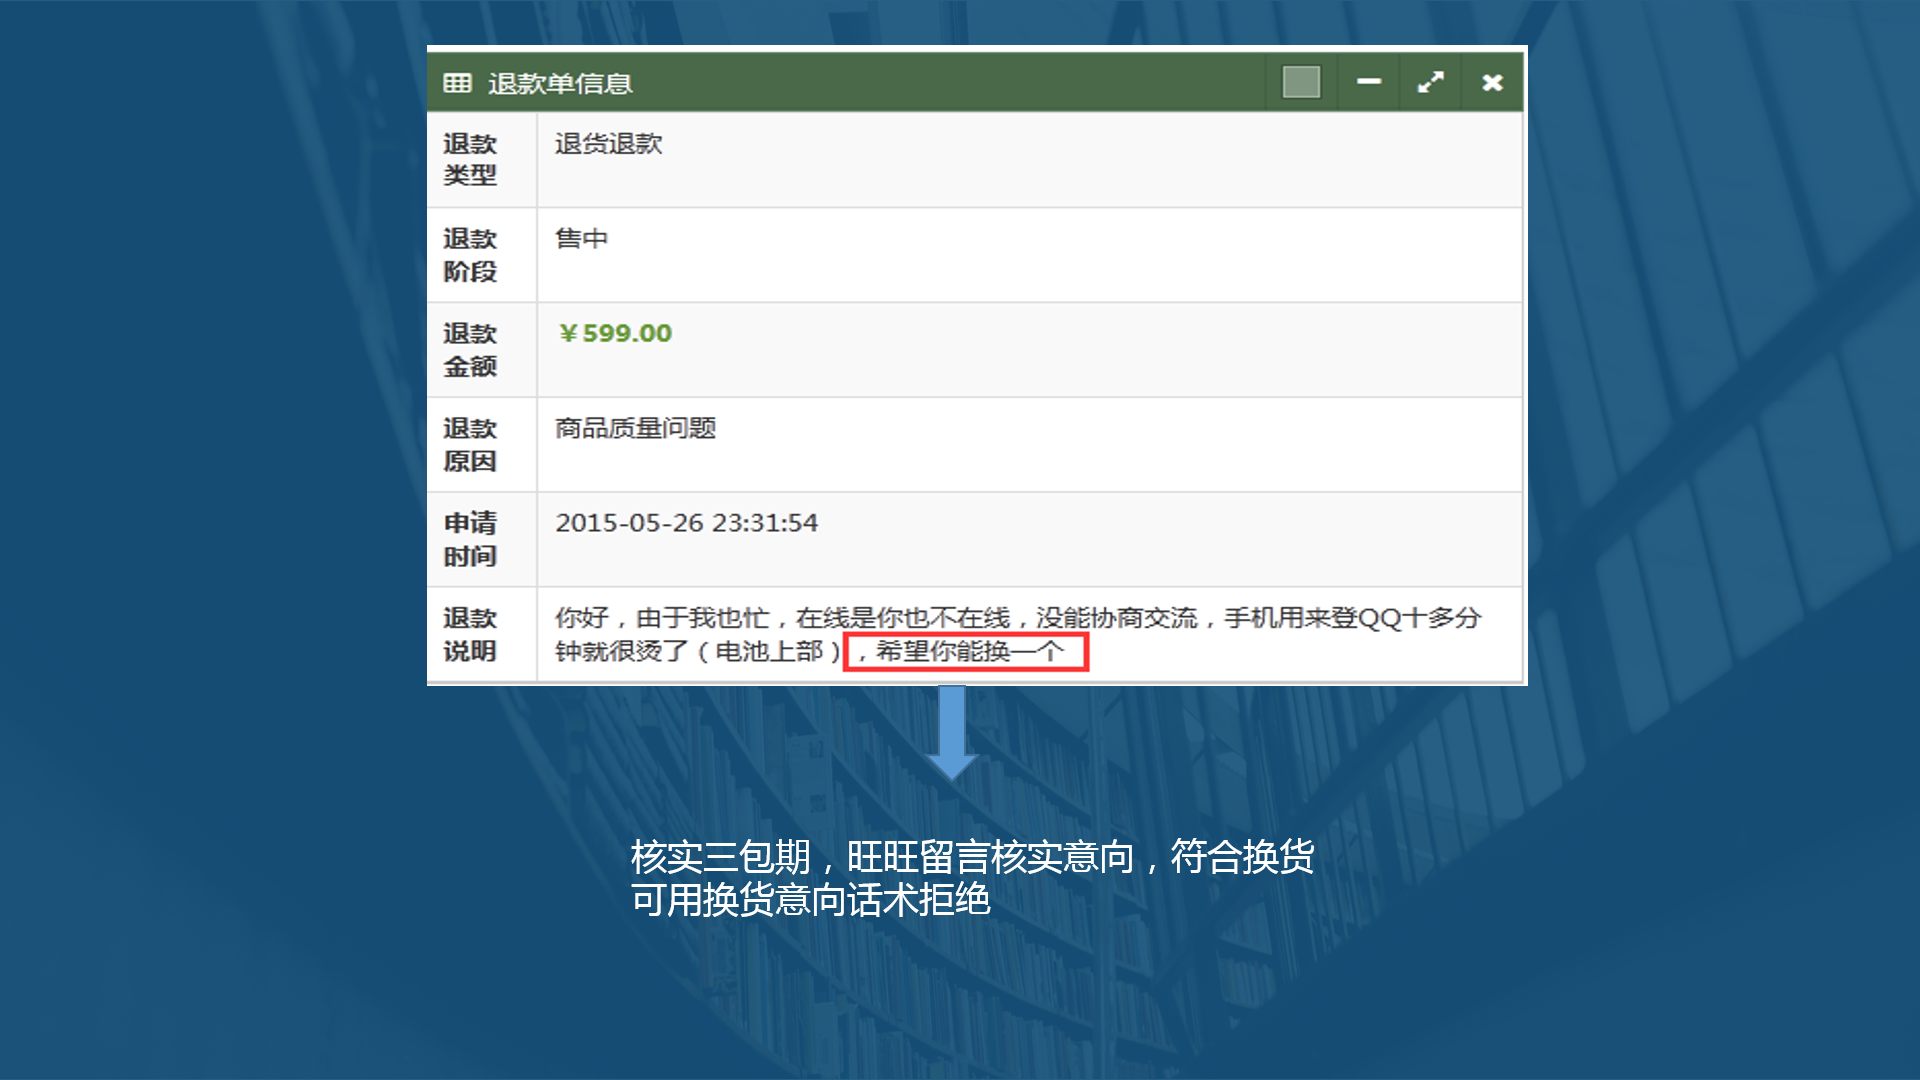 退款单信息
退款
类型
退货退款
退款
阶段
售中
退款
金额
￥599.00
退款
原因
商品质量问题
申请
时间
2015-05-26 23:31:54
退款
说明
你好，由于我也忙，在线是你也不在线，没能协商交流，手机用来登QQ十多分
钟就很烫了（电池上部），希望你能换一个
核实三包期，旺旺留言核实意向，符合换货
可用换货意向话术拒绝